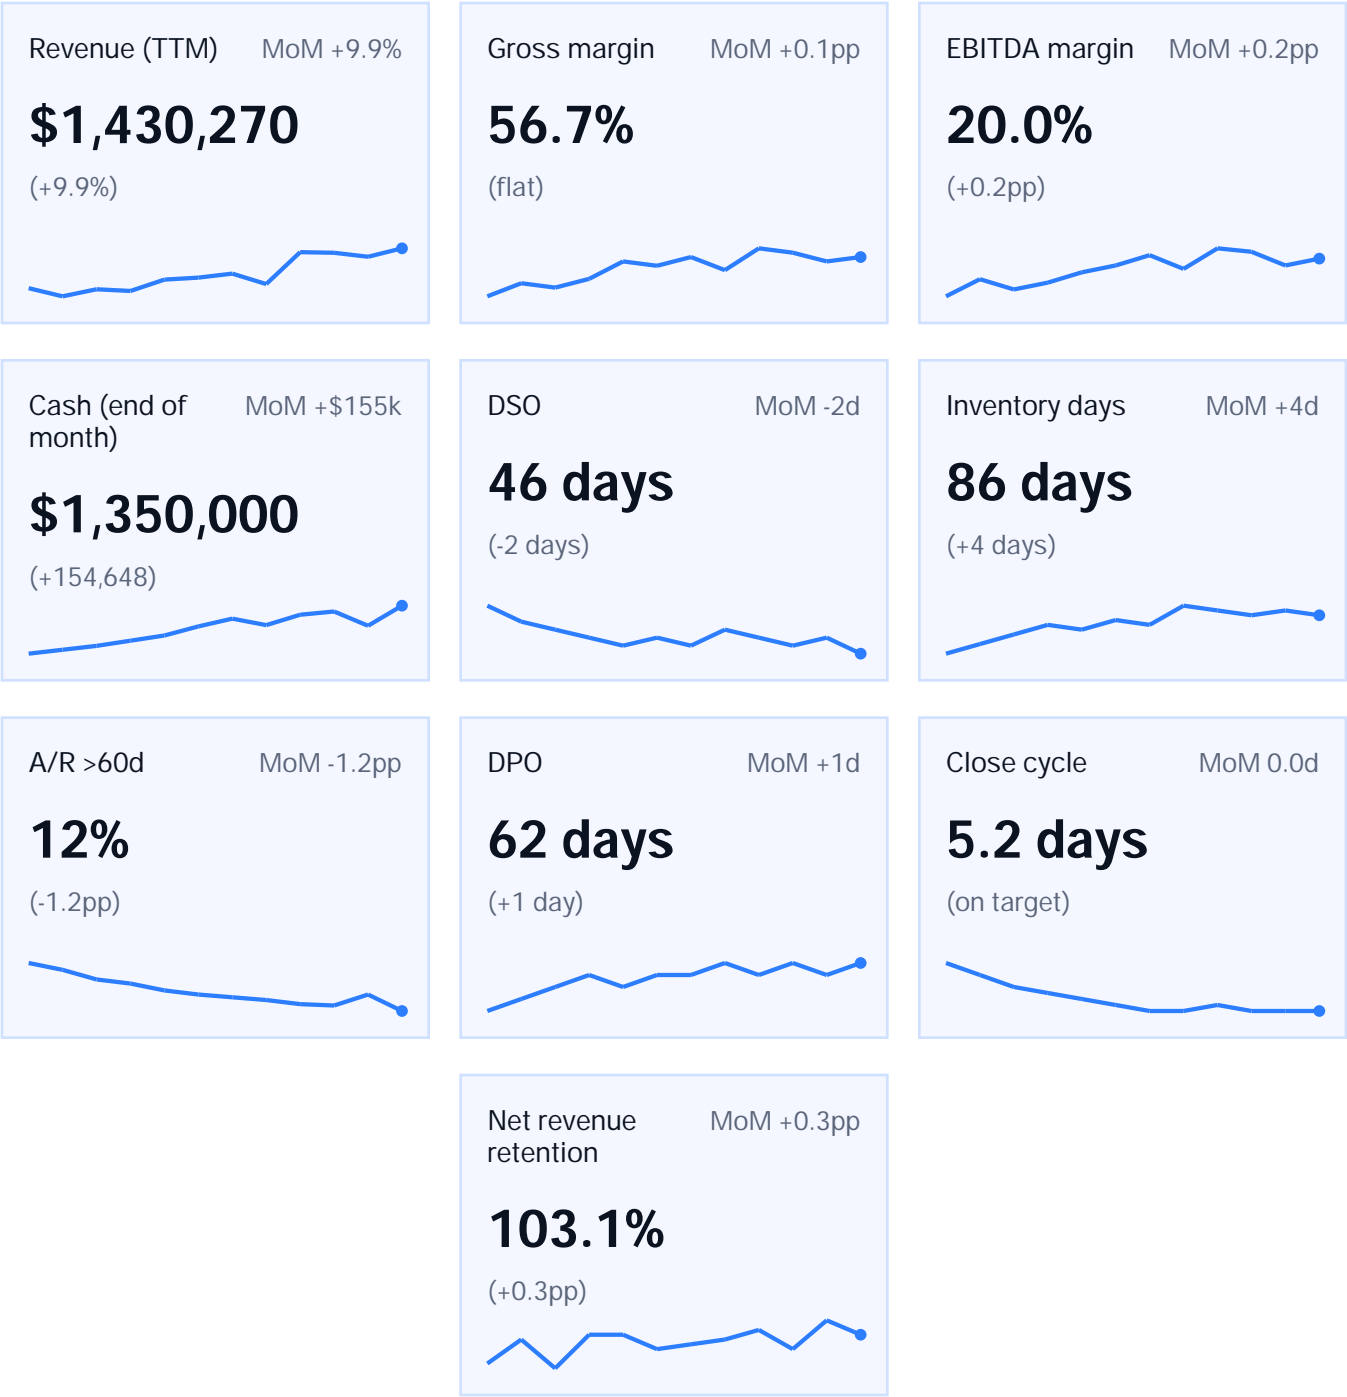 Revenue (TTM)
MoM +9.9%
$1,430,270
(+9.9%)
Gross margin
MoM +0.1pp
56.7%
(flat)
EBITDA margin
MoM +0.2pp
20.0%
(+0.2pp)
Cash (end of
month)
MoM +$155k
$1,350,000
(+154,648)
DSO
MoM -2d
46 days
(-2 days)
Inventory days
MoM +4d
86 days
(+4 days)
A/R >60d
MoM -1.2pp
12%
(-1.2pp)
DPO
MoM +1d
62 days
(+1 day)
Close cycle
MoM 0.0d
5.2 days
(on target)
Net revenue
retention
MoM +0.3pp
103.1%
(+0.3pp)